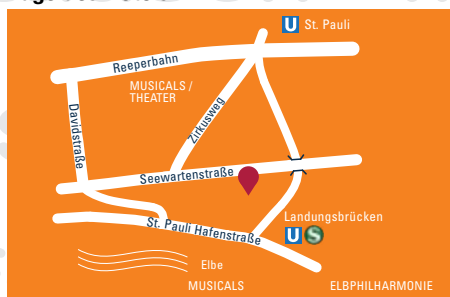 U St. Pauli
Reeperbahn
MUSICALS /
THEATER
Davidstraße
Zirkusweg
Seewartenstraße
St. Pauli Hafenstraße
Landungsbrücken
U S
Elbe
MUSICALS
ELBPHILHARMONIE